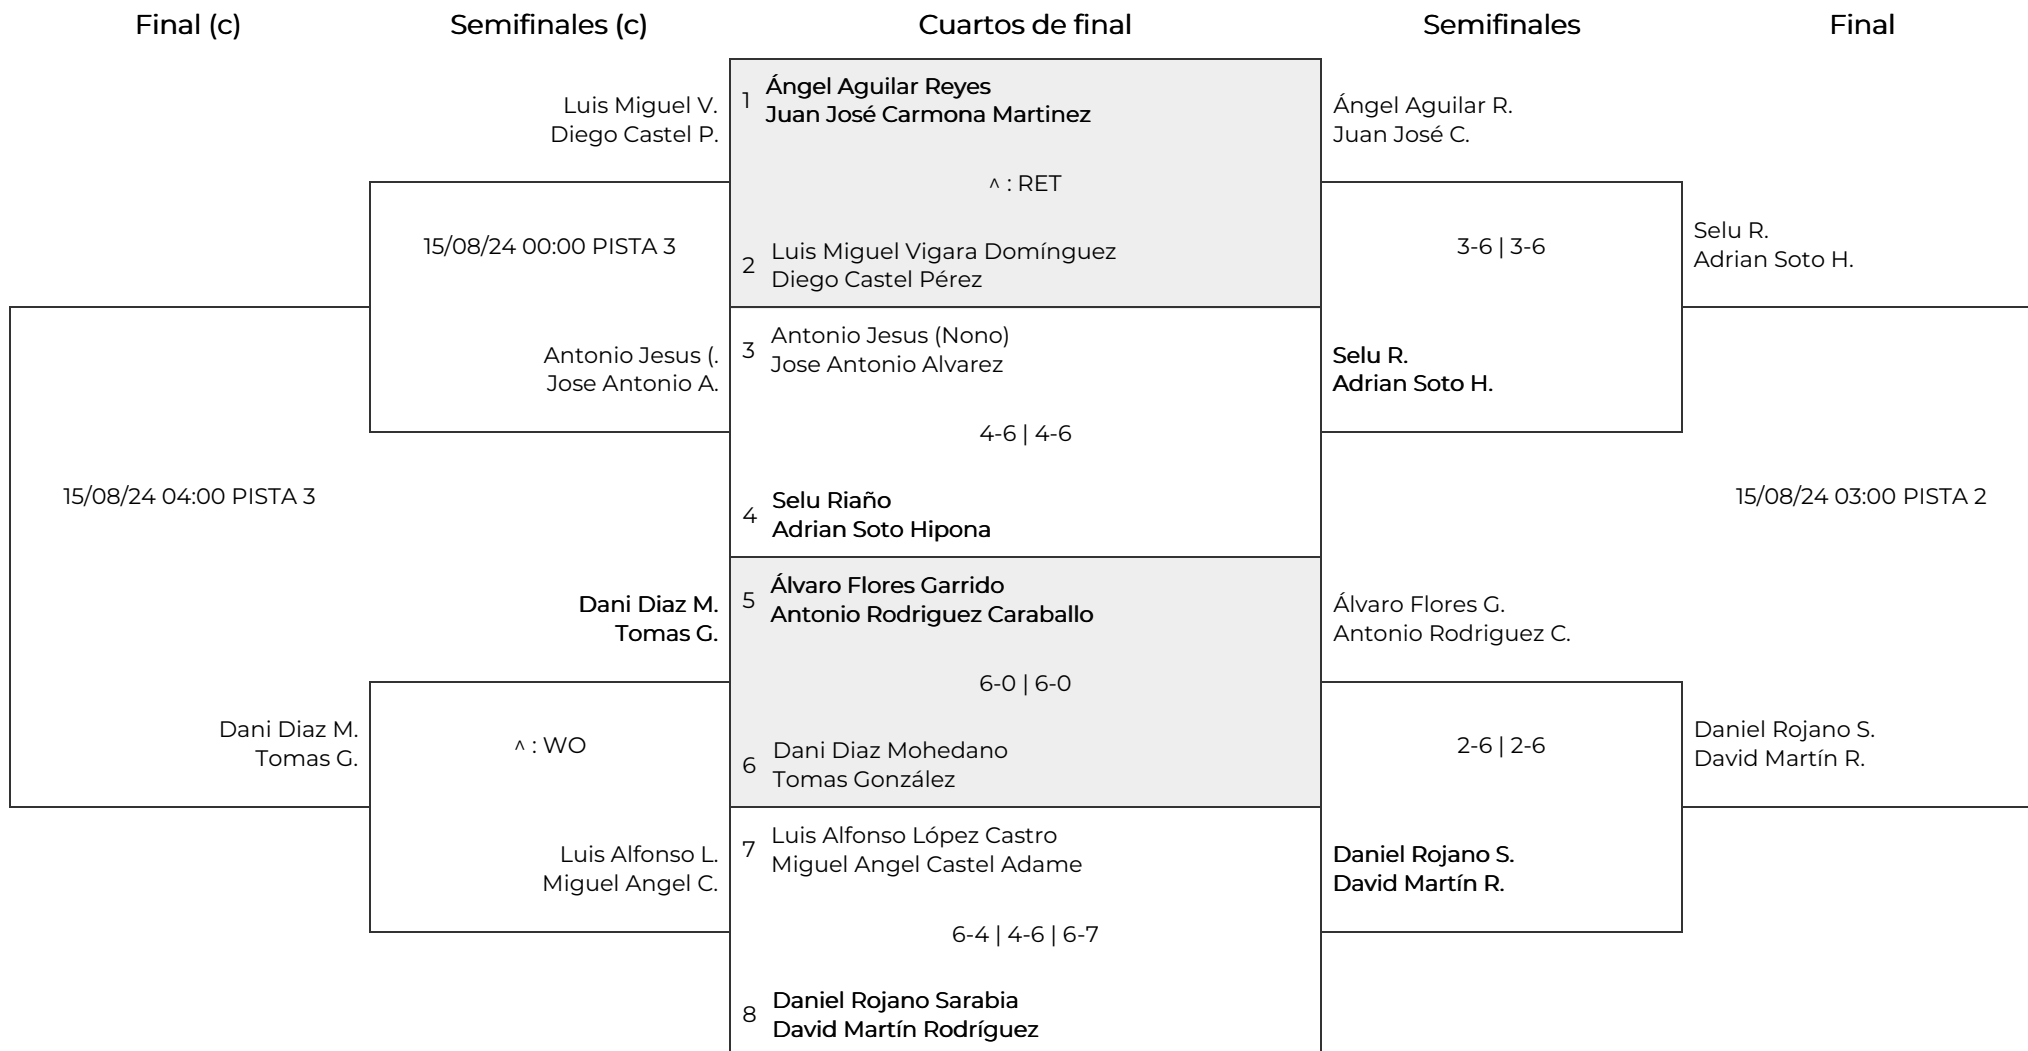 Final (c)
Semifinales (c)
Cuartos de final
Semifinales
Final
Luis Miguel V.
Diego Castel P.
15/08/24 00:00 PISTA 3
Antonio Jesus (.
Jose Antonio A.
15/08/24 04:00 PISTA 3
Dani Diaz M.
Tomas G.
Dani Diaz M.
Tomas G.
^ : WO
Luis Alfonso L.
Miguel Angel C.
1
Ángel Aguilar Reyes
Juan José Carmona Martinez
^ : RET
2
Luis Miguel Vigara Domínguez
Diego Castel Pérez
3
Antonio Jesus (Nono)
Jose Antonio Alvarez
4-6 | 4-6
4
Selu Riaño
Adrian Soto Hipona
5
Álvaro Flores Garrido
Antonio Rodriguez Caraballo
6-0 | 6-0
6
Dani Diaz Mohedano
Tomas González
7
Luis Alfonso López Castro
Miguel Angel Castel Adame
6-4 | 4-6 | 6-7
8
Daniel Rojano Sarabia
David Martín Rodríguez
Ángel Aguilar R.
Juan José C.
3-6 | 3-6
Selu R.
Adrian Soto H.
Álvaro Flores G.
Antonio Rodriguez C.
2-6 | 2-6
Daniel Rojano S.
David Martín R.
Selu R.
Adrian Soto H.
15/08/24 03:00 PISTA 2
Daniel Rojano S.
David Martín R.